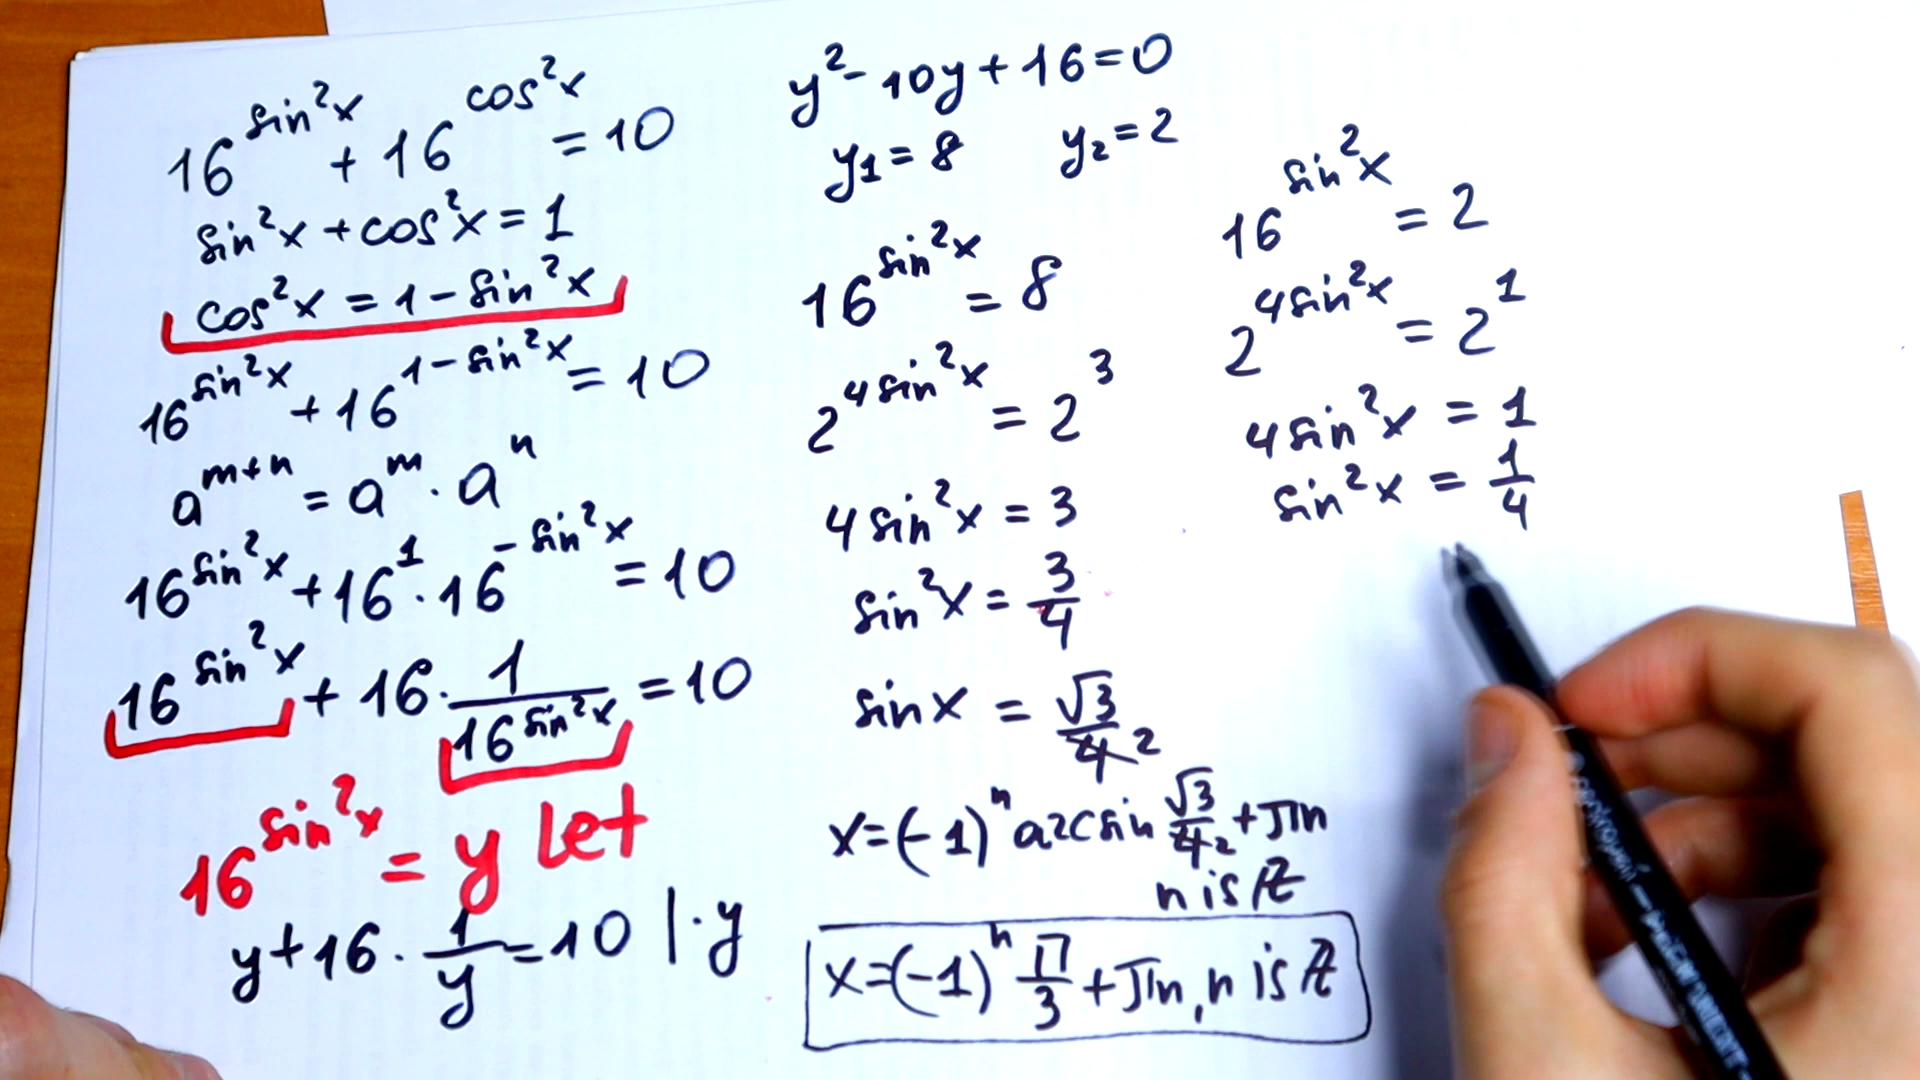 16^{sin²x} + 16^{cos²x} = 10
sin²x + cos²x = 1
cos²x = 1 - sin²x
16^{sin²x} + 16^{1 - sin²x} = 10
a^{m+n} = a^m · a^n
16^{sin²x} + 16^1 · 16^{-sin²x} = 10
16^{sin²x} + 16 · 1/16^{sin²x} = 10
16^{sin²x} = y Let
y + 16 · 1/y = 10 | · y
y² - 10y + 16 = 0
y₁ = 8 y₂ = 2
16^{sin²x} = 8
2^{4sin²x} = 2^3
4sin²x = 3
sin²x = 3/4
sin x = √3/2
x = (-1)^n arcsin √3/2 + πn
n is Z
x = (-1)^n π/3 + πn, n is Z
16^{sin²x} = 2
2^{4sin²x} = 2^1
4sin²x = 1
sin²x = 1/4